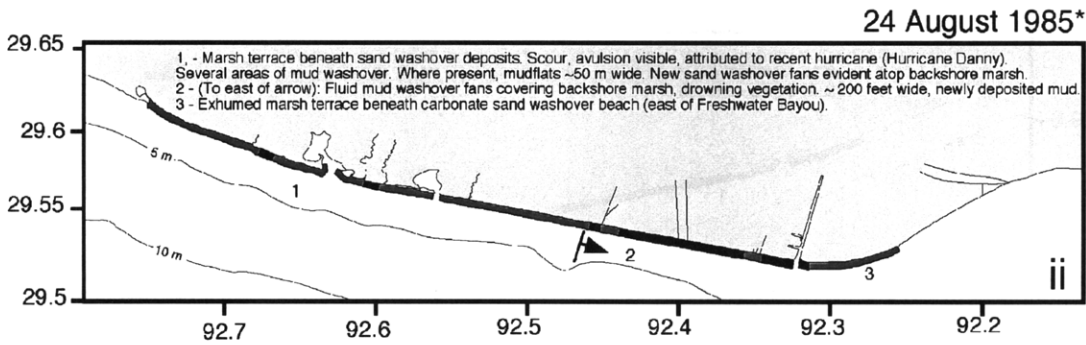 24 August 1985*
29.65
1, - Marsh terrace beneath sand washover deposits. Scour, avulsion visible, attributed to recent hurricane (Hurricane Danny).
Several areas of mud washover. Where present, mudflats ~50 m wide. New sand washover fans evident atop backshore marsh.
2 - (To east of arrow): Fluid mud washover fans covering backshore marsh, drowning vegetation. ~ 200 feet wide, newly deposited mud.
3 - Exhumed marsh terrace beneath carbonate sand washover beach (east of Freshwater Bayou).
29.6
5 m
1
29.55
2
10 m
3
ii
29.5
92.7 92.6 92.5 92.4 92.3 92.2